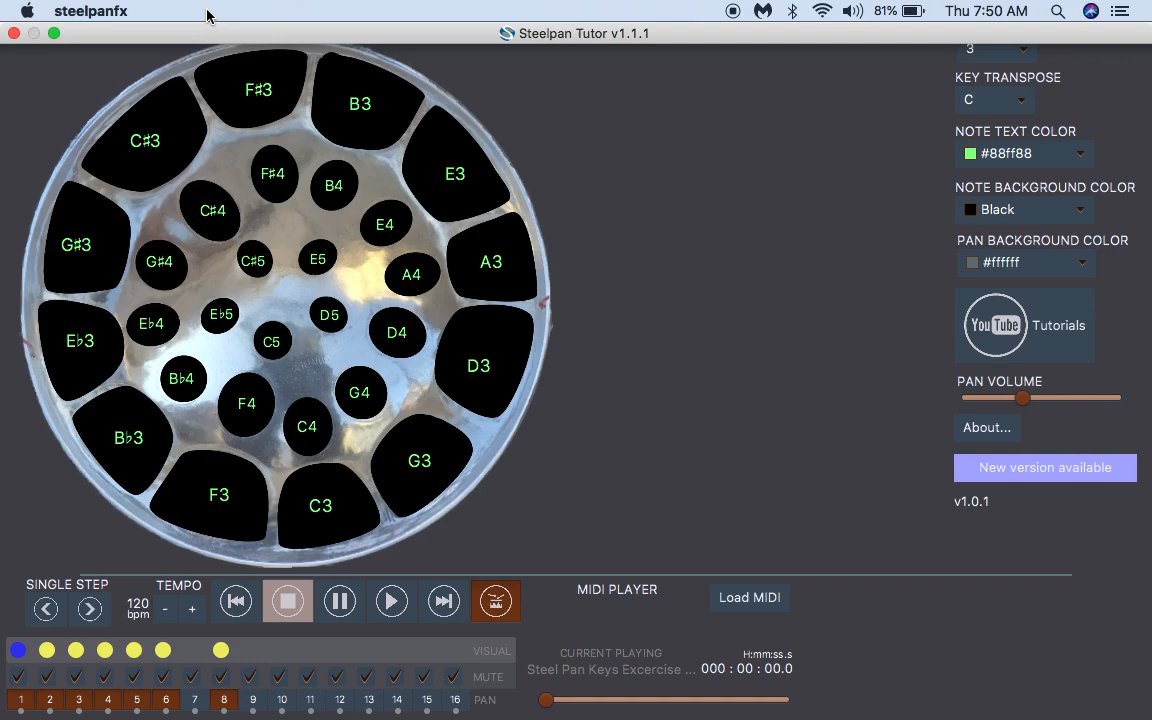 steelpanfx
81%
Thu 7:50 AM
Steelpan Tutor v1.1.1
3
KEY TRANSPOSE
C
NOTE TEXT COLOR
#88ff88
NOTE BACKGROUND COLOR
Black
PAN BACKGROUND COLOR
#ffffff
YouTube Tutorials
PAN VOLUME
About...
New version available
v1.0.1
F♯3
B3
C♯3
E3
F♯4
B4
C♯4
E4
G♯3
G♯4
C♯5
E5
A4
A3
E♭4
E♭5
D5
D4
E♭3
C5
D3
B♭4
F4
G4
C4
B♭3
G3
F3
C3
SINGLE STEP
TEMPO
120
bpm
-
+
MIDI PLAYER
Load MIDI
VISUAL
MUTE
1 2 3 4 5 6 7 8 9 10 11 12 13 14 15 16 PAN
CURRENT PLAYING
Steel Pan Keys Excercise ...
H:mm:ss.s
000 : 00 : 00.0